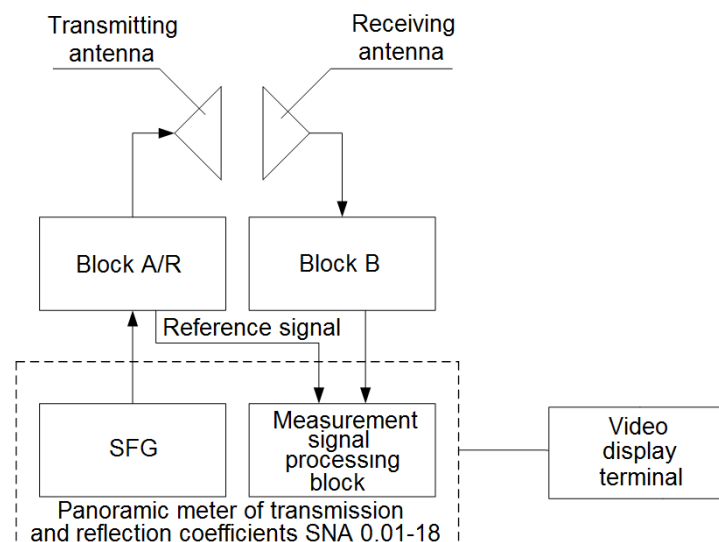 Transmitting
antenna
Receiving
antenna
Block A/R
Block B
Reference signal
SFG
Measurement
signal
processing
block
Video
display
terminal
Panoramic meter of transmission
and reflection coefficients SNA 0.01-18